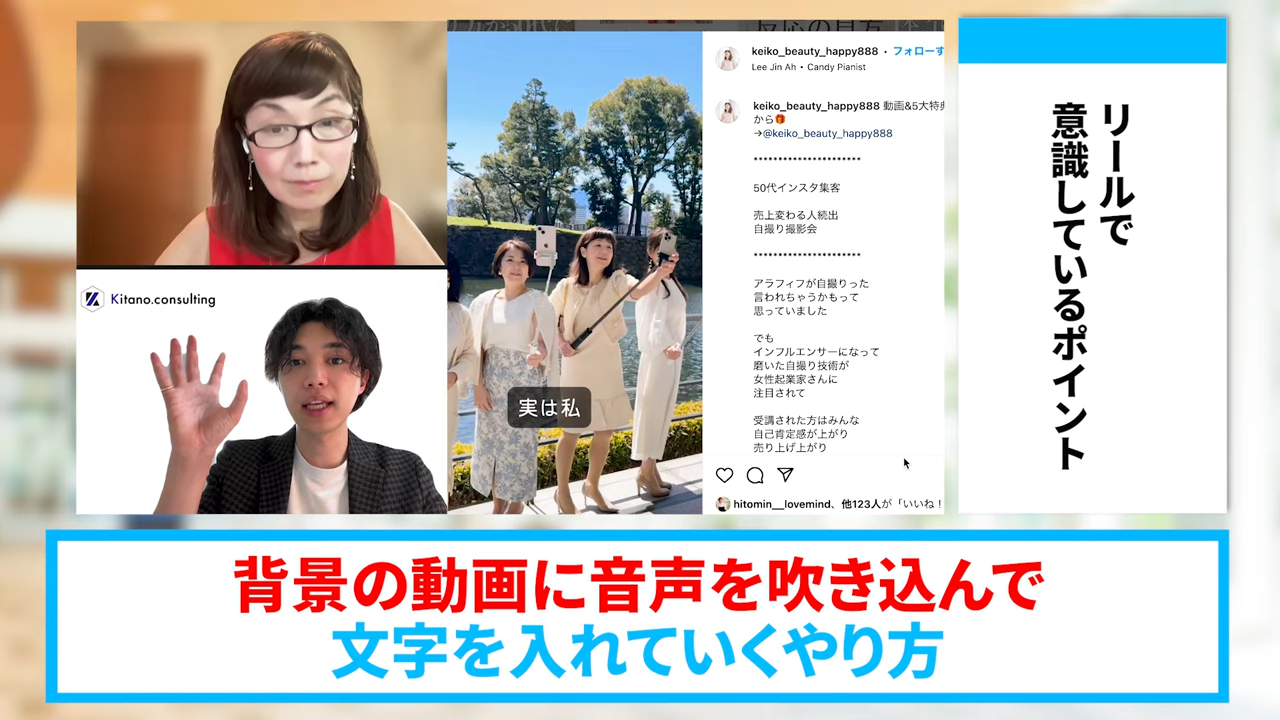 keiko_beauty_happy888 • フォローす
Lee Jin Ah • Candy Pianist
keiko_beauty_happy888 動画&5大特典
から🎁
→@keiko_beauty_happy888
**********************
50代インスタ集客
売上変わる人続出
自撮り撮影会
**********************
アラフィフが自撮りった
言われちゃうかもって
思っていました
でも
インフルエンサーになって
磨いた自撮り技術が
女性起業家さんに
注目されて
受講された方はみんな
自己肯定感が上がり
売り上げ上がり
hitomin__lovemind、他123人が「いいね!
Kitano.consulting
実は私
リールで
意識しているポイント
背景の動画に音声を吹き込んで
文字を入れていくやり方